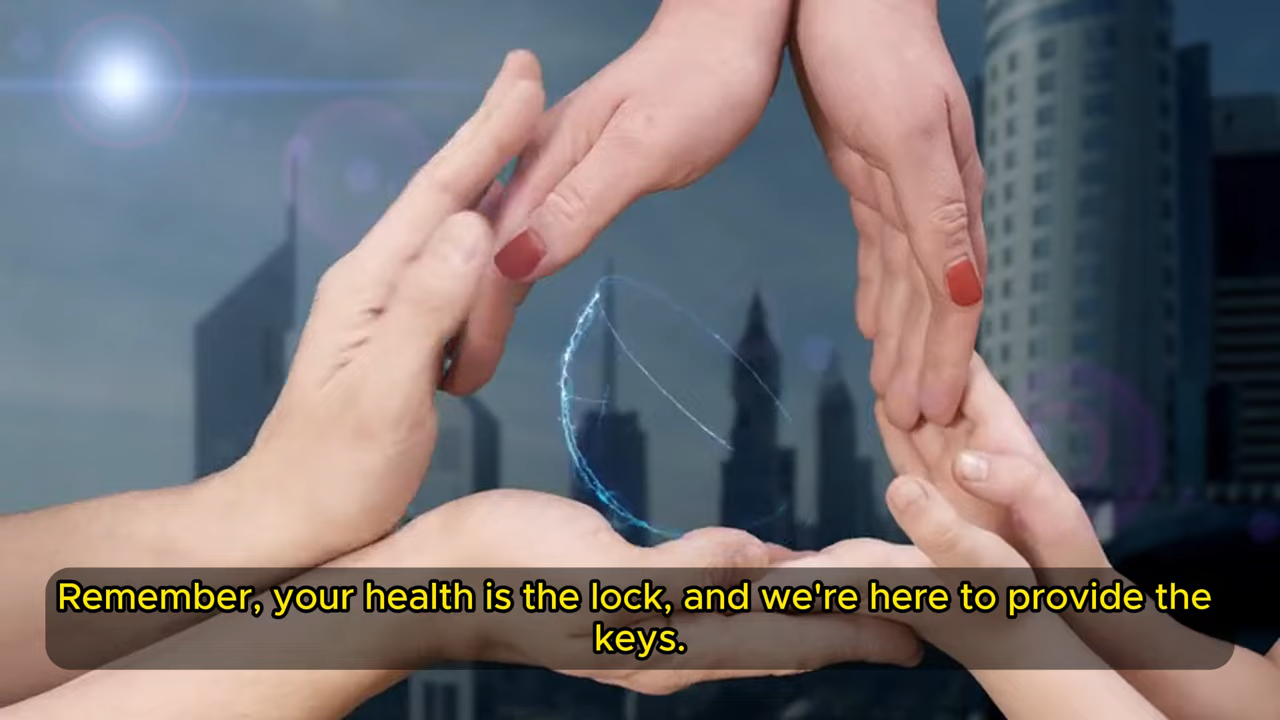 Remember, your health is the lock, and we're here to provide the
keys.